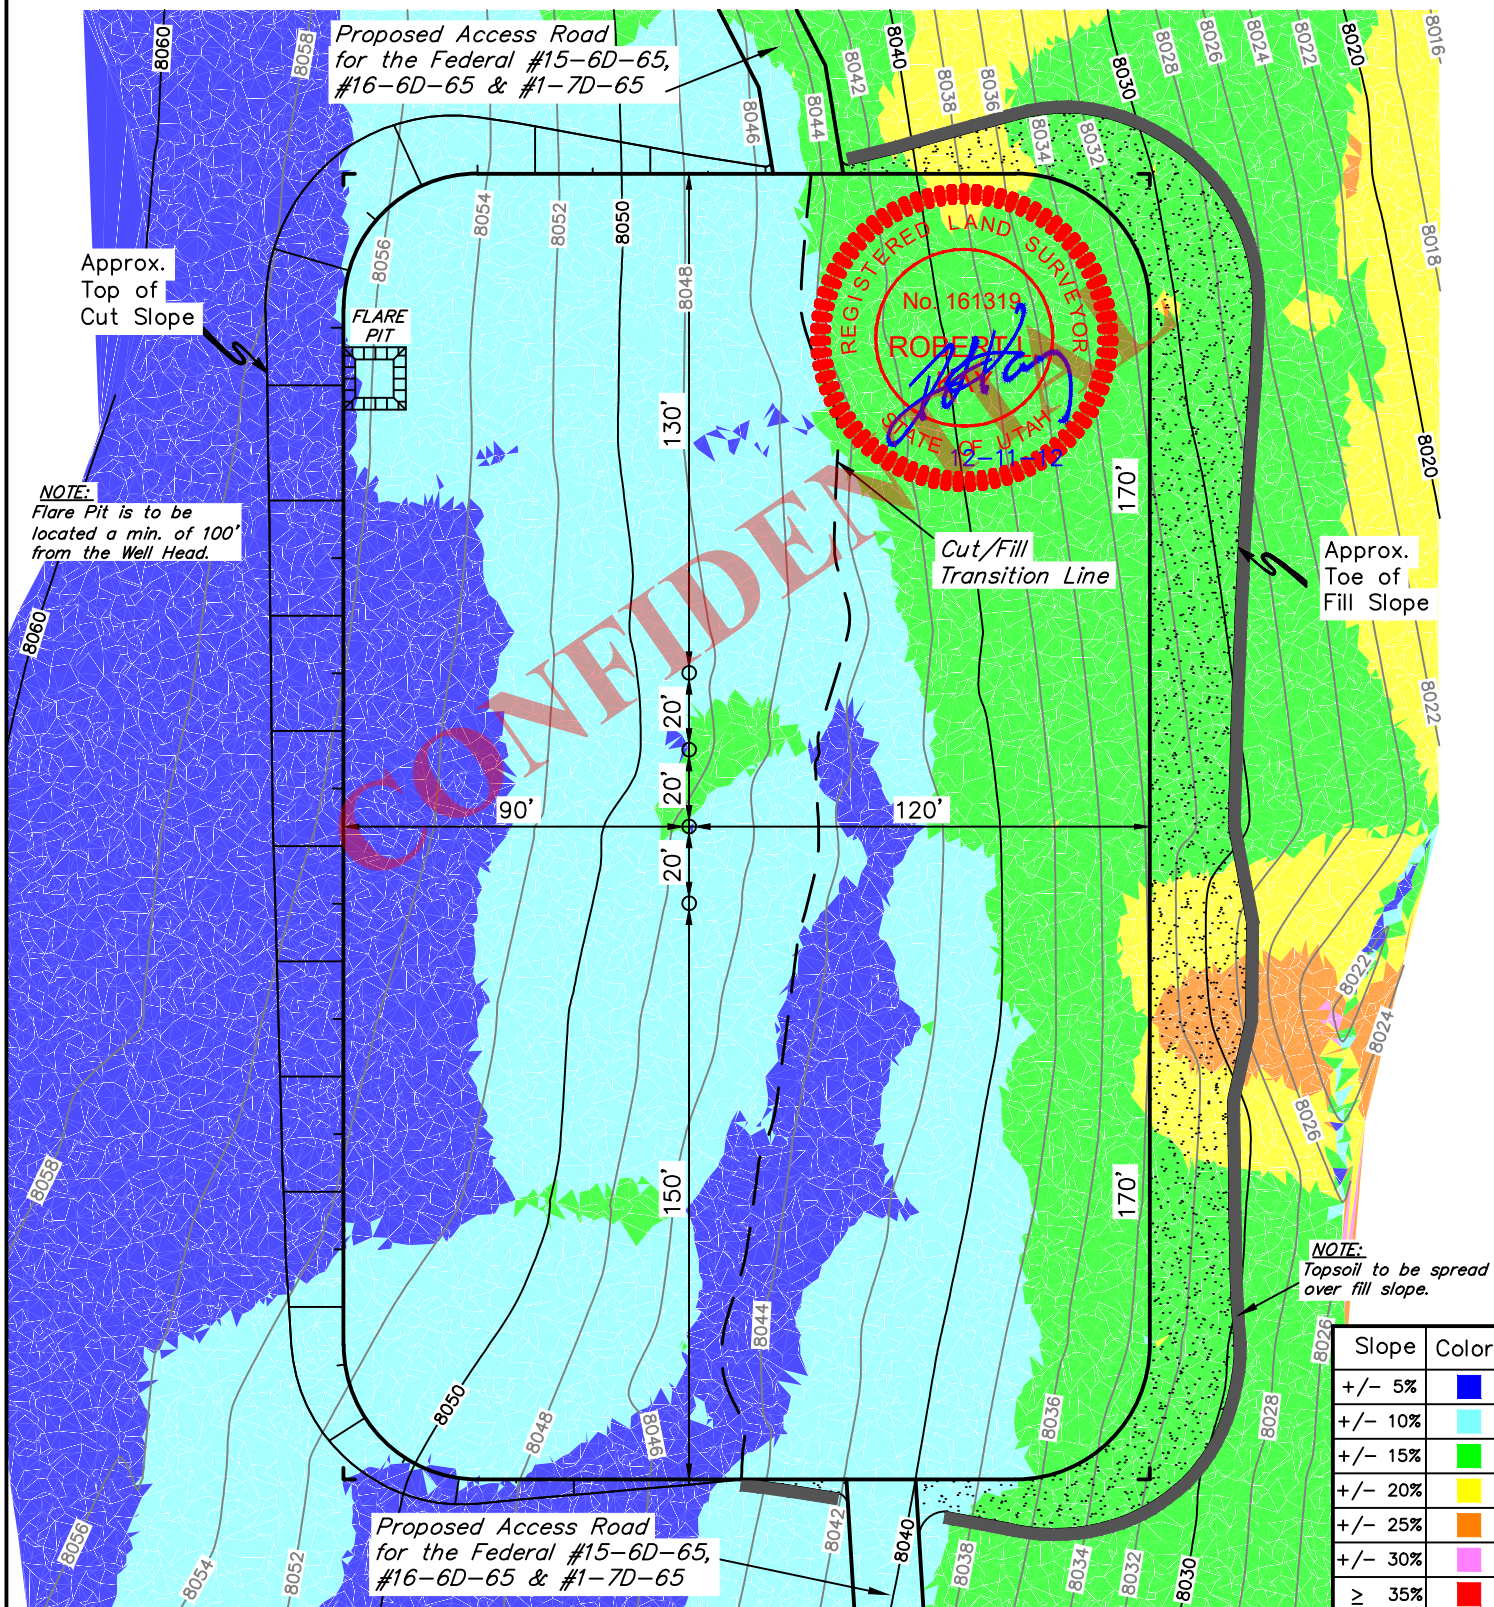 Proposed Access Road
for the Federal #15-6D-65,
#16-6D-65 & #1-7D-65
8060
8058
8046
8044
8042
8040
8038
8036
8034
8032
8030
8028
8026
8024
8022
8020
8016
8018
8056
8054
8052
8050
8048
Approx.
Top of
Cut Slope
FLARE
PIT
REGISTERED LAND SURVEYOR
No. 161319
ROBERT L.
STATE OF UTAH
12-11-12
130'
170'
8020
NOTE:
Flare Pit is to be
located a min. of 100'
from the Well Head.
Cut/Fill
Transition Line
Approx.
Toe of
Fill Slope
8060
CONFIDENTIAL
8022
20'
20'
90'
120'
20'
8022
8024
8026
8058
150'
170'
NOTE:
Topsoil to be spread
over fill slope.
8044
8026
8050
8048
8046
8036
8028
Slope Color
+/- 5%
+/- 10%
+/- 15%
+/- 20%
+/- 25%
+/- 30%
≥ 35%
Proposed Access Road
for the Federal #15-6D-65,
#16-6D-65 & #1-7D-65
8056
8054
8052
8042
8040
8038
8034
8032
8030